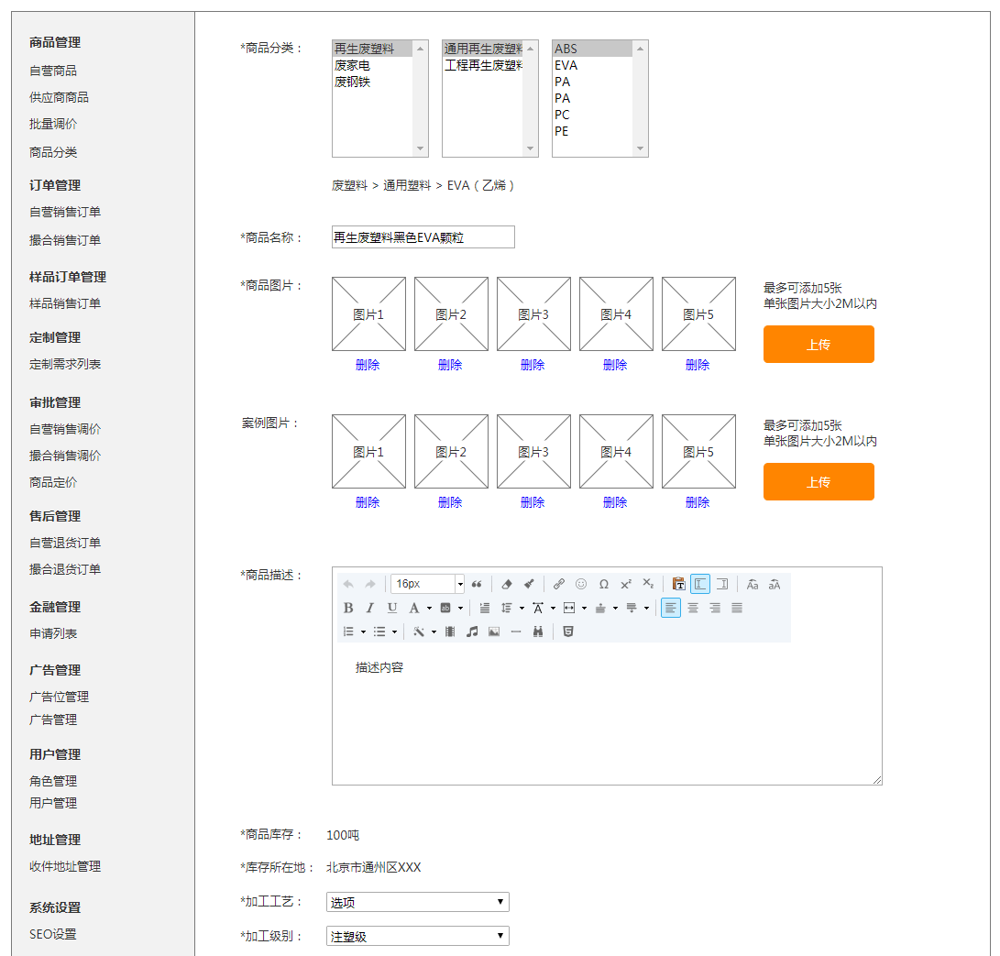 商品管理
自营商品
供应商商品
批量调价
商品分类
订单管理
自营销售订单
撮合销售订单
样品订单管理
样品销售订单
定制管理
定制需求列表
审批管理
自营销售调价
撮合销售调价
商品定价
售后管理
自营退货订单
撮合退货订单
金融管理
申请列表
广告管理
广告位管理
广告管理
用户管理
角色管理
用户管理
地址管理
收件地址管理
系统设置
SEO设置
*商品分类：
再生废塑料
废家电
废钢铁
通用再生废塑料
工程再生废塑料
ABS
EVA
PA
PA
PC
PE
废塑料 > 通用塑料 > EVA（乙烯）
*商品名称：
再生废塑料黑色EVA颗粒
*商品图片：
图片1 图片2 图片3 图片4 图片5
删除 删除 删除 删除 删除
最多可添加5张
单张图片大小2M以内
上传
案例图片：
图片1 图片2 图片3 图片4 图片5
删除 删除 删除 删除 删除
最多可添加5张
单张图片大小2M以内
上传
*商品描述：
16px
描述内容
*商品库存： 100吨
*库存所在地： 北京市通州区XXX
*加工工艺： 选项
*加工级别： 注塑级